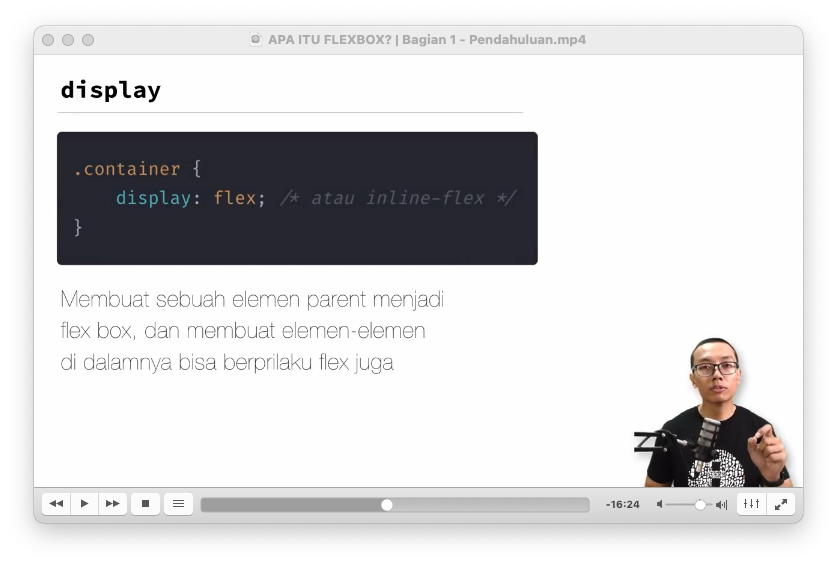 APA ITU FLEXBOX? | Bagian 1 - Pendahuluan.mp4
display
.container {
display: flex; /* atau inline-flex */
}
Membuat sebuah elemen parent menjadi
flex box, dan membuat elemen-elemen
di dalamnya bisa berprilaku flex juga
-16:24